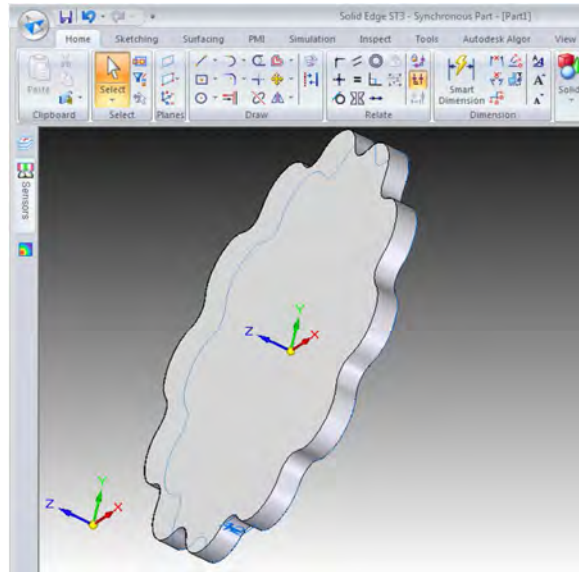 Solid Edge ST3 - Synchronous Part - [Part1]
Home Sketching Surfacing PMI Simulation Inspect Tools Autodesk Algor View
Paste Select Smart Dimension Solid
Clipboard Select Planes Draw Relate Dimension
Sensors
Y
Z X
Y
Z X